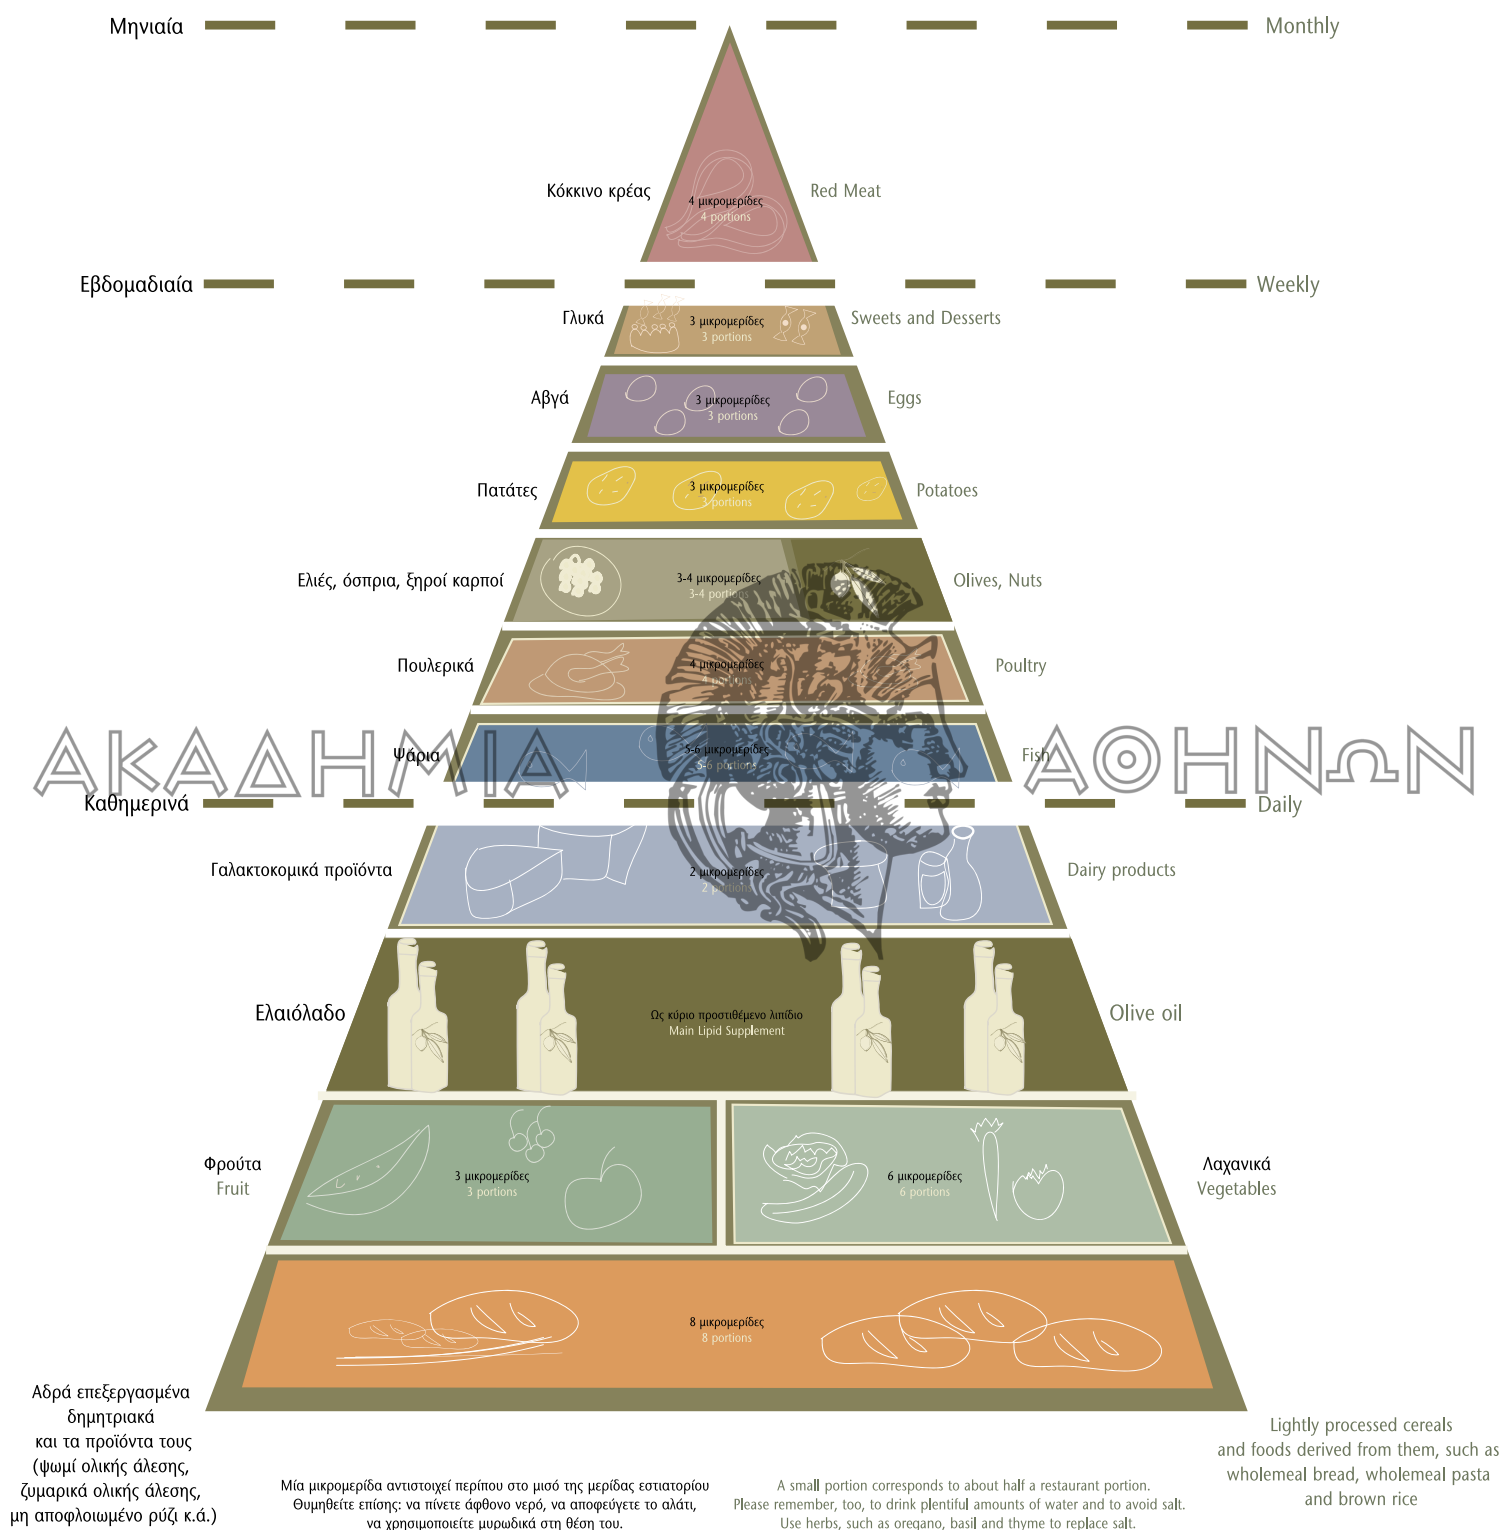 Μηνιαία
Monthly
Κόκκινο κρέας
4 μικρομερίδες
4 portions
Red Meat
Εβδομαδιαία
Weekly
Γλυκά
3 μικρομερίδες
3 portions
Sweets and Desserts
Αβγά
3 μικρομερίδες
3 portions
Eggs
Πατάτες
3 μικρομερίδες
3 portions
Potatoes
Ελιές, όσπρια, ξηροί καρποί
3-4 μικρομερίδες
3-4 portions
Olives, Nuts
Πουλερικά
4 μικρομερίδες
4 portions
Poultry
ΑΚΑΔΗΜΙΑ ΑΘΗΝΩΝ
Ψάρια
5-6 μικρομερίδες
5-6 portions
Fish
Καθημερινά
Daily
Γαλακτοκομικά προϊόντα
2 μικρομερίδες
2 portions
Dairy products
Ελαιόλαδο
Ως κύριο προστιθέμενο λιπίδιο
Main Lipid Supplement
Olive oil
Φρούτα
Fruit
3 μικρομερίδες
3 portions
6 μικρομερίδες
6 portions
Λαχανικά
Vegetables
8 μικρομερίδες
8 portions
Αδρά επεξεργασμένα
δημητριακά
και τα προϊόντα τους
(ψωμί ολικής άλεσης,
ζυμαρικά ολικής άλεσης,
μη αποφλοιωμένο ρύζι κ.ά.)
Μία μικρομερίδα αντιστοιχεί περίπου στο μισό της μερίδας εστιατορίου
Θυμηθείτε επίσης: να πίνετε άφθονο νερό, να αποφεύγετε το αλάτι,
να χρησιμοποιείτε μυρωδικά στη θέση του.
A small portion corresponds to about half a restaurant portion.
Please remember, too, to drink plentiful amounts of water and to avoid salt.
Use herbs, such as oregano, basil and thyme to replace salt.
Lightly processed cereals
and foods derived from them, such as
wholemeal bread, wholemeal pasta
and brown rice